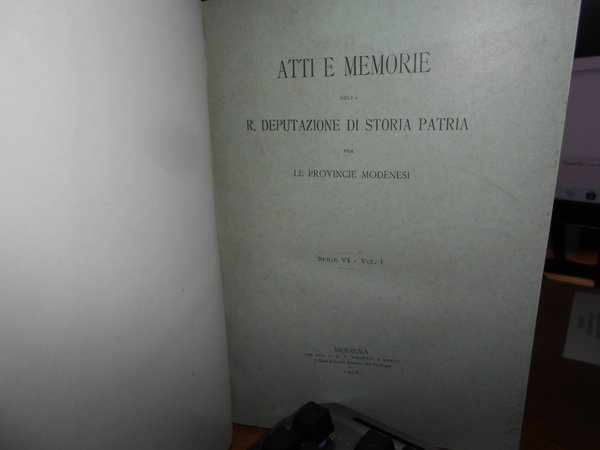 ATTI E MEMORIE
DELLA
R. DEPUTAZIONE DI STORIA PATRIA
PER
LE PROVINCIE MODENESI
SERIE VI - VOL. I
MODENA